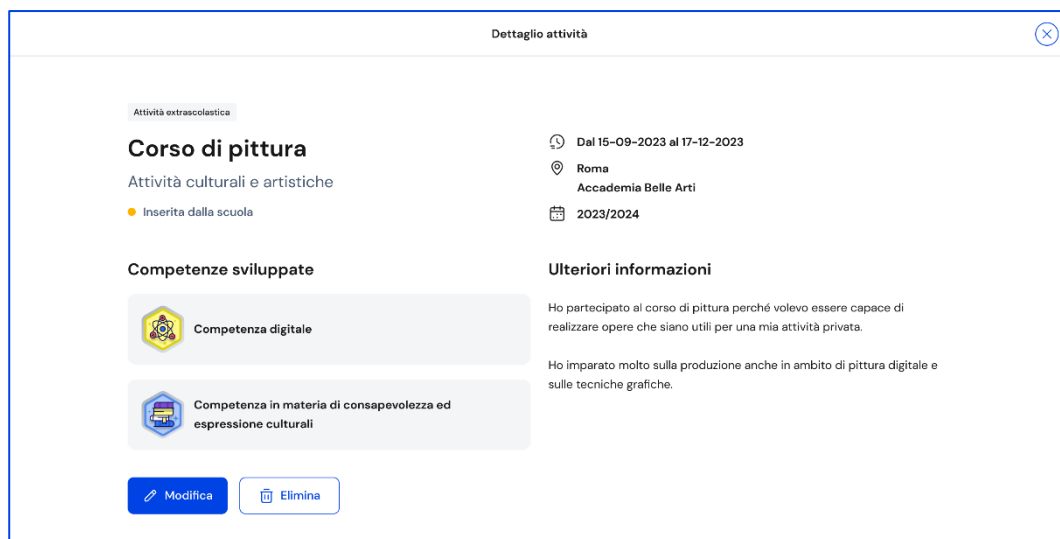 Dettaglio attività
Attività extrascolastica
Corso di pittura
Attività culturali e artistiche
Inserita dalla scuola
Dal 15-09-2023 al 17-12-2023
Roma
Accademia Belle Arti
2023/2024
Competenze sviluppate
Competenza digitale
Competenza in materia di consapevolezza ed
espressione culturali
Ulteriori informazioni
Ho partecipato al corso di pittura perché volevo essere capace di
realizzare opere che siano utili per una mia attività privata.
Ho imparato molto sulla produzione anche in ambito di pittura digitale e
sulle tecniche grafiche.
Modifica
Elimina